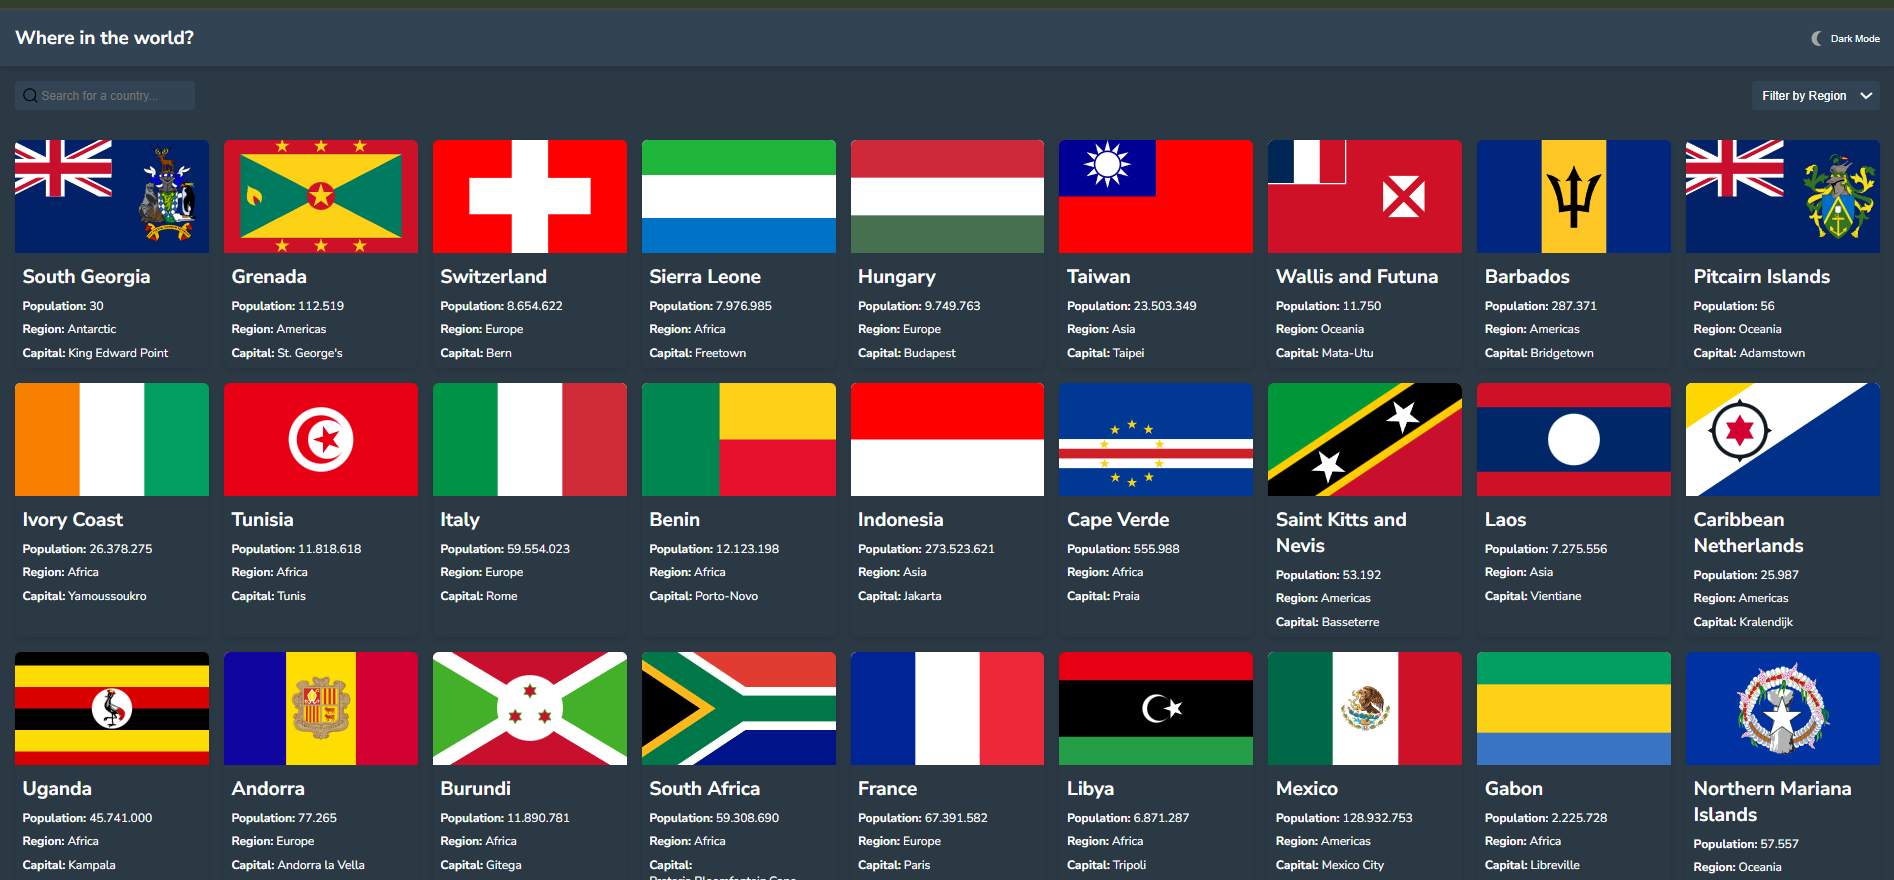 Where in the world?
Dark Mode
Search for a country...
Filter by Region
South Georgia
Population: 30
Region: Antarctic
Capital: King Edward Point
Grenada
Population: 112.519
Region: Americas
Capital: St. George's
Switzerland
Population: 8.654.622
Region: Europe
Capital: Bern
Sierra Leone
Population: 7.976.985
Region: Africa
Capital: Freetown
Hungary
Population: 9.749.763
Region: Europe
Capital: Budapest
Taiwan
Population: 23.503.349
Region: Asia
Capital: Taipei
Wallis and Futuna
Population: 11.750
Region: Oceania
Capital: Mata-Utu
Barbados
Population: 287.371
Region: Americas
Capital: Bridgetown
Pitcairn Islands
Population: 56
Region: Oceania
Capital: Adamstown
Ivory Coast
Population: 26.378.275
Region: Africa
Capital: Yamoussoukro
Tunisia
Population: 11.818.618
Region: Africa
Capital: Tunis
Italy
Population: 59.554.023
Region: Europe
Capital: Rome
Benin
Population: 12.123.198
Region: Africa
Capital: Porto-Novo
Indonesia
Population: 273.523.621
Region: Asia
Capital: Jakarta
Cape Verde
Population: 555.988
Region: Africa
Capital: Praia
Saint Kitts and
Nevis
Population: 53.192
Region: Americas
Capital: Basseterre
Laos
Population: 7.275.556
Region: Asia
Capital: Vientiane
Caribbean
Netherlands
Population: 25.987
Region: Americas
Capital: Kralendijk
Uganda
Population: 45.741.000
Region: Africa
Capital: Kampala
Andorra
Population: 77.265
Region: Europe
Capital: Andorra la Vella
Burundi
Population: 11.890.781
Region: Africa
Capital: Gitega
South Africa
Population: 59.308.690
Region: Africa
Capital:
France
Population: 67.391.582
Region: Europe
Capital: Paris
Libya
Population: 6.871.287
Region: Africa
Capital: Tripoli
Mexico
Population: 128.932.753
Region: Americas
Capital: Mexico City
Gabon
Population: 2.225.728
Region: Africa
Capital: Libreville
Northern Mariana
Islands
Population: 57.557
Region: Oceania